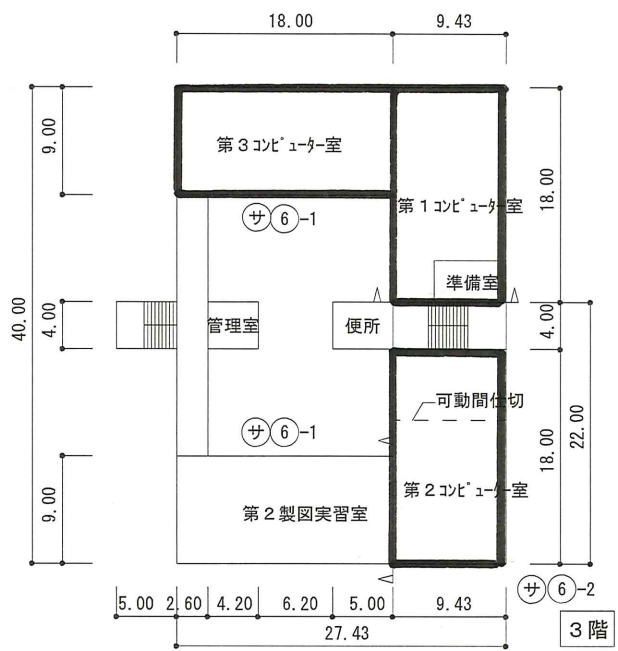 18.00
9.43
9.00
第3コンピューター室
第1コンピューター室
18.00
サ 6 -1
準備室
40.00
4.00
管理室
便所
4.00
可動間仕切
サ 6 -1
18.00
22.00
9.00
第2製図実習室
第2コンピューター室
サ 6 -2
5.00
2.60
4.20
6.20
5.00
9.43
27.43
3階